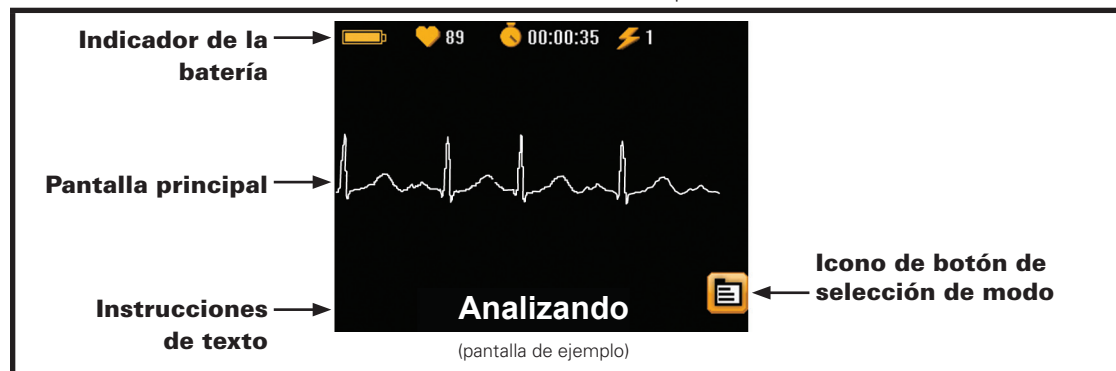 Indicador de la
batería
89 00:00:35 1
Pantalla principal
Icono de botón de
selección de modo
Instrucciones
de texto
Analizando
(pantalla de ejemplo)